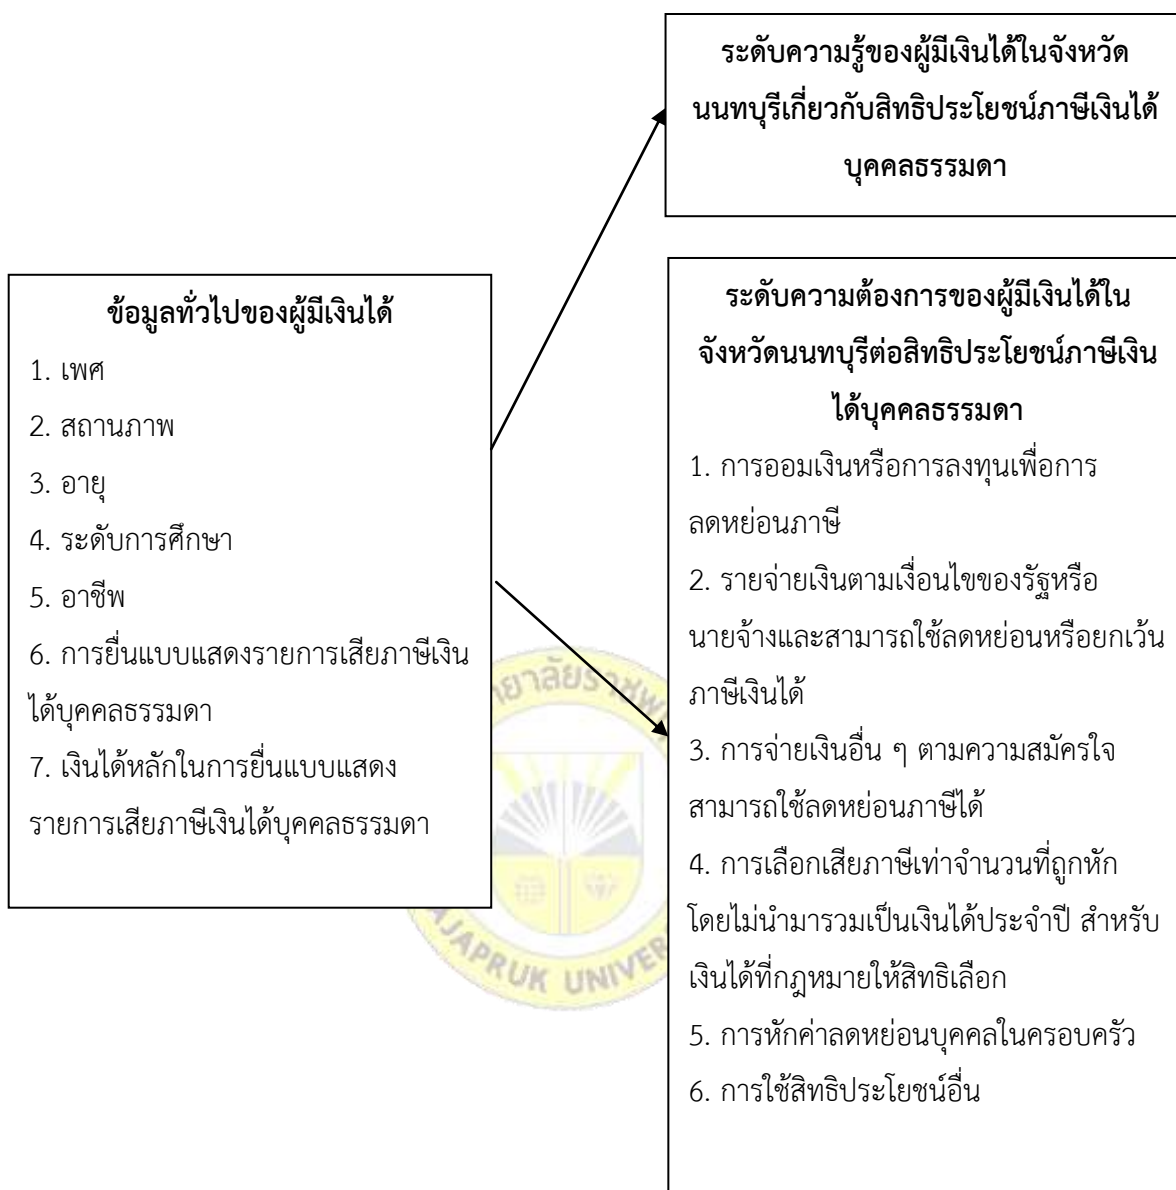 ระดับความรู้ของผู้มีเงินได้ในจังหวัด
นนทบุรีเกี่ยวกับสิทธิประโยชน์ภาษีเงินได้
บุคคลธรรมดา
ข้อมูลทั่วไปของผู้มีเงินได้
1. เพศ
2. สถานภาพ
3. อายุ
4. ระดับการศึกษา
5. อาชีพ
6. การยื่นแบบแสดงรายการเสียภาษีเงิน
ได้บุคคลธรรมดา
7. เงินได้หลักในการยื่นแบบแสดง
รายการเสียภาษีเงินได้บุคคลธรรมดา
ระดับความต้องการของผู้มีเงินได้ใน
จังหวัดนนทบุรีต่อสิทธิประโยชน์ภาษีเงิน
ได้บุคคลธรรมดา
1. การออมเงินหรือการลงทุนเพื่อการ
ลดหย่อนภาษี
2. รายจ่ายเงินตามเงื่อนไขของรัฐหรือ
นายจ้างและสามารถใช้ลดหย่อนหรือยกเว้น
ภาษีเงินได้
3. การจ่ายเงินอื่น ๆ ตามความสมัครใจ
สามารถใช้ลดหย่อนภาษีได้
4. การเลือกเสียภาษีเท่าจำนวนที่ถูกหัก
โดยไม่นำมารวมเป็นเงินได้ประจำปี สำหรับ
เงินได้ที่กฎหมายให้สิทธิเลือก
5. การหักค่าลดหย่อนบุคคลในครอบครัว
6. การใช้สิทธิประโยชน์อื่น